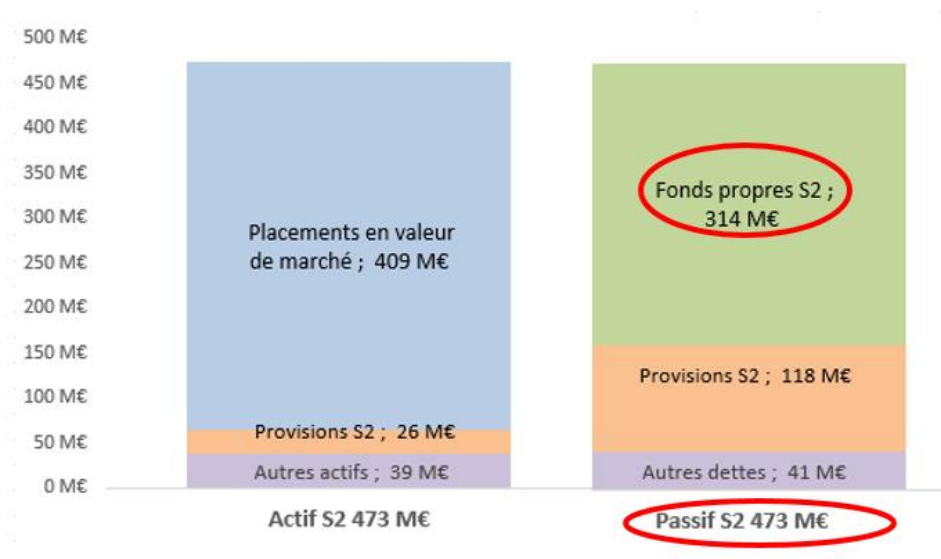 500 M€
450 M€
400 M€
350 M€
300 M€
250 M€
200 M€
150 M€
100 M€
50 M€
0 M€
Placements en valeur
de marché ; 409 M€
Provisions S2 ; 26 M€
Autres actifs ; 39 M€
Actif S2 473 M€
Fonds propres S2 ;
314 M€
Provisions S2 ; 118 M€
Autres dettes ; 41 M€
Passif S2 473 M€